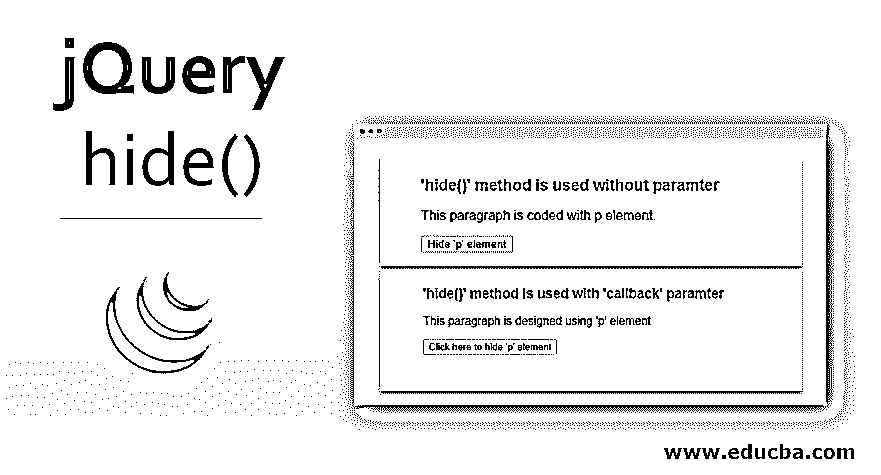 jQuery
hide()
'hide()' method is used without paramter
This paragraph is coded with p element.
Hide 'p' element
'hide()' method is used with 'callback' paramter
This paragraph is designed using 'p' element
Click here to hide 'p' element
www.educba.com